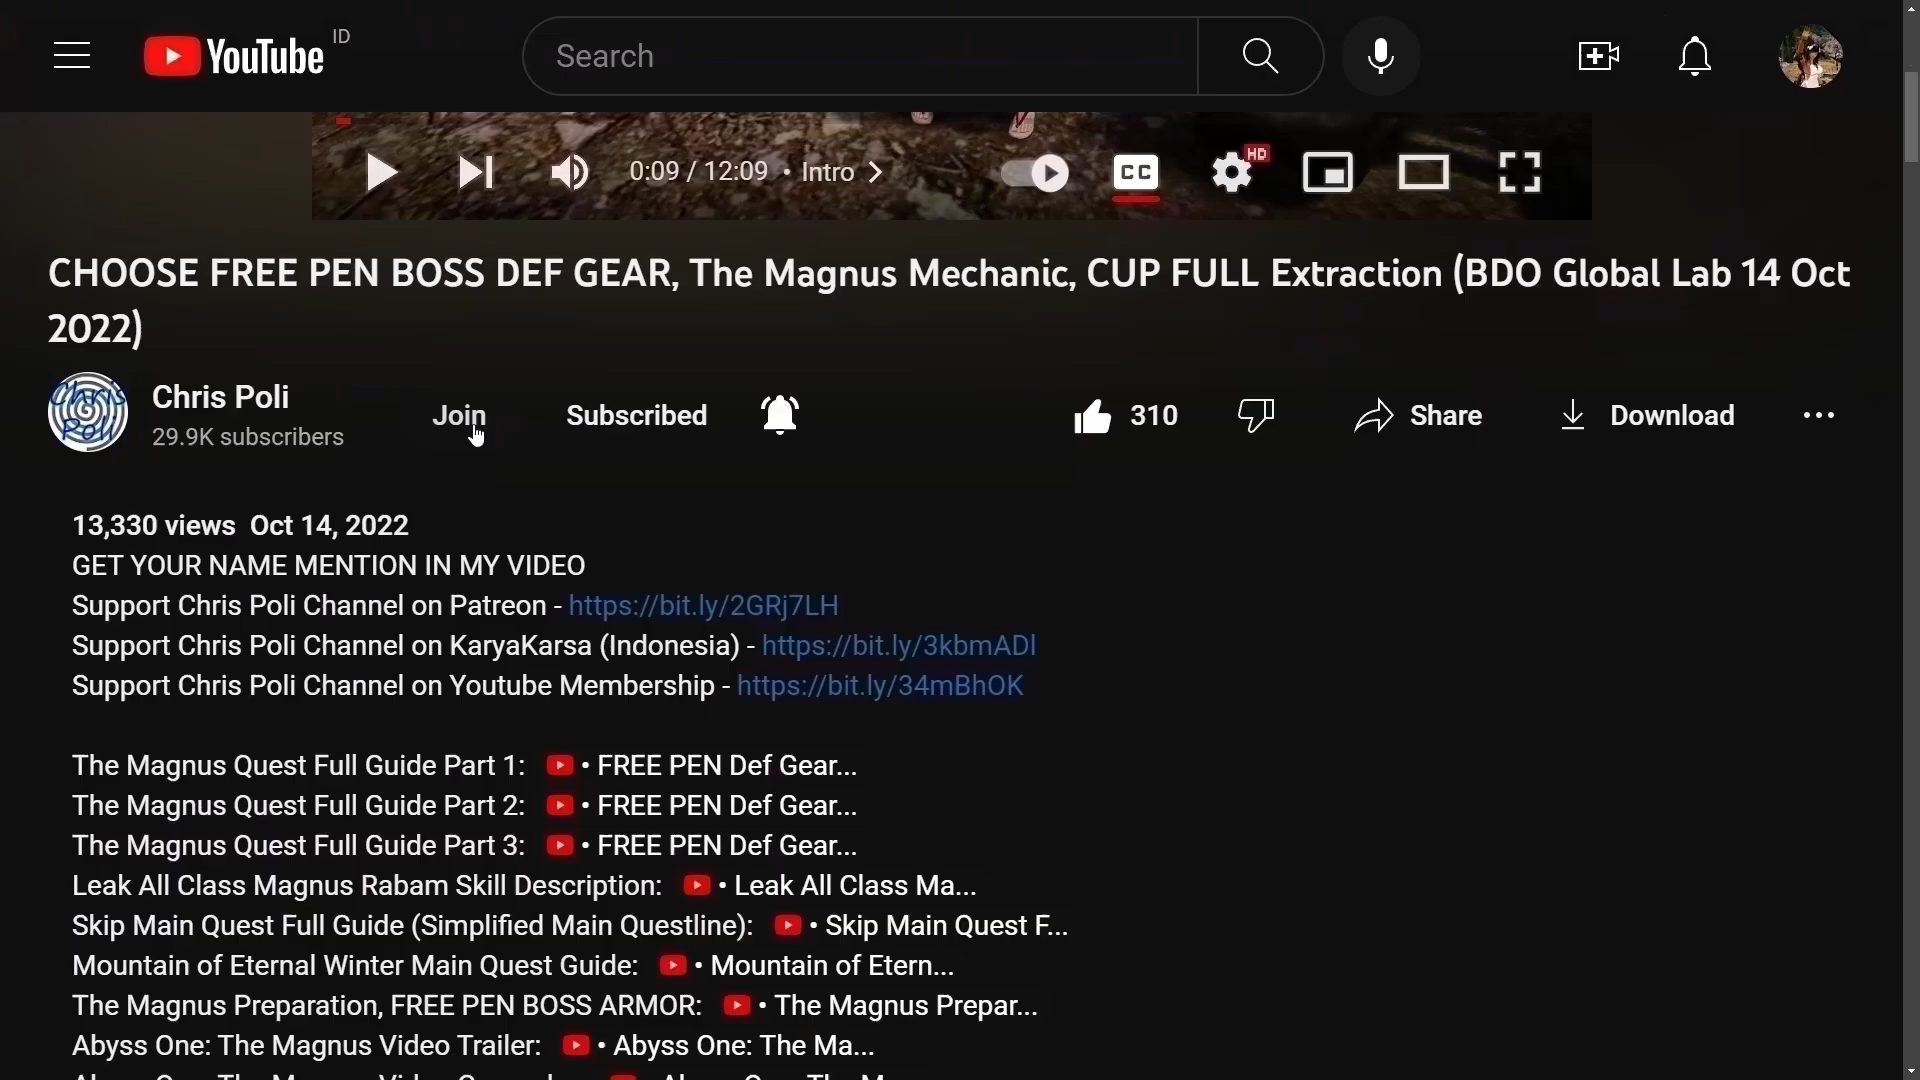 YouTube ID
Search
0:09 / 12:09 • Intro
CC
HD
CHOOSE FREE PEN BOSS DEF GEAR, The Magnus Mechanic, CUP FULL Extraction (BDO Global Lab 14 Oct
2022)
Chris Poli
Chris Poli
29.9K subscribers
Join
Subscribed
310
Share
Download
13,330 views Oct 14, 2022
GET YOUR NAME MENTION IN MY VIDEO
Support Chris Poli Channel on Patreon - https://bit.ly/2GRj7LH
Support Chris Poli Channel on KaryaKarsa (Indonesia) - https://bit.ly/3kbmADl
Support Chris Poli Channel on Youtube Membership - https://bit.ly/34mBhOK
The Magnus Quest Full Guide Part 1: • FREE PEN Def Gear...
The Magnus Quest Full Guide Part 2: • FREE PEN Def Gear...
The Magnus Quest Full Guide Part 3: • FREE PEN Def Gear...
Leak All Class Magnus Rabam Skill Description: • Leak All Class Ma...
Skip Main Quest Full Guide (Simplified Main Questline): • Skip Main Quest F...
Mountain of Eternal Winter Main Quest Guide: • Mountain of Etern...
The Magnus Preparation, FREE PEN BOSS ARMOR: • The Magnus Prepar...
Abyss One: The Magnus Video Trailer: • Abyss One: The Ma...